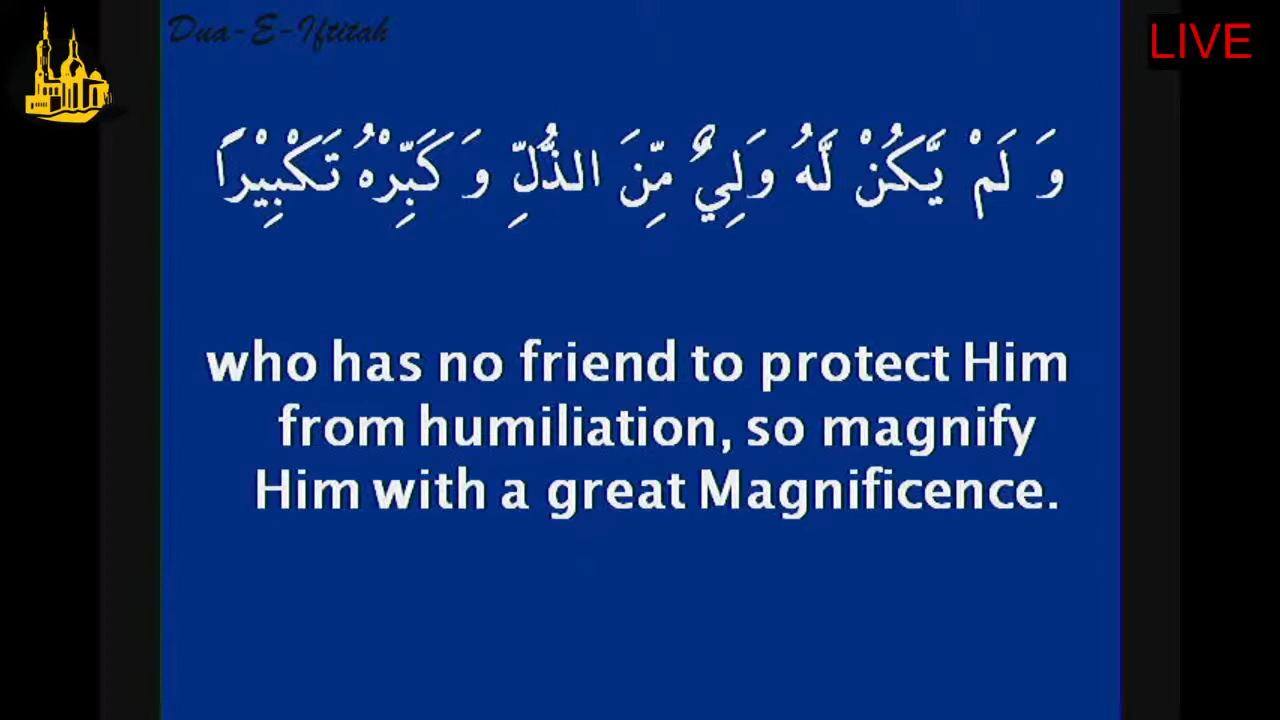 Dua-E-Iftitah
LIVE
وَ لَمْ يَّكُنْ لَّهُ وَلِيٌّ مِّنَ الذُّلِّ وَ كَبِّرْهُ تَكْبِيْراً
who has no friend to protect Him
from humiliation, so magnify
Him with a great Magnificence.